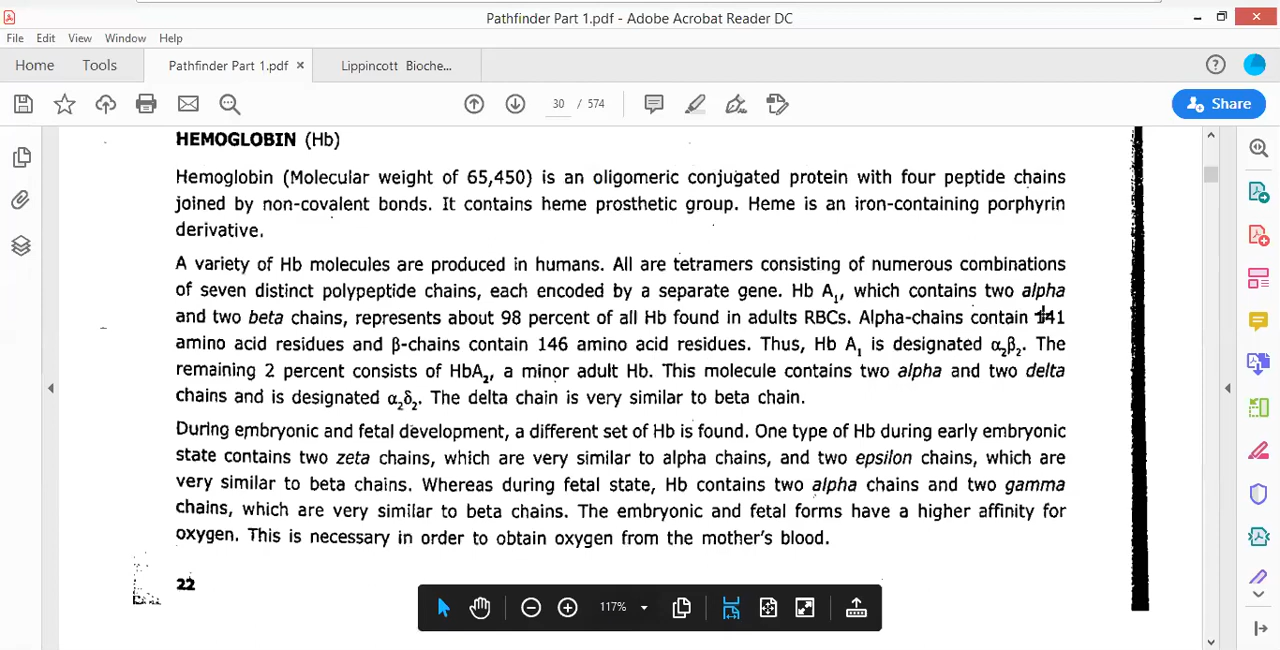 Pathfinder Part 1.pdf - Adobe Acrobat Reader DC
File Edit View Window Help
Home Tools Pathfinder Part 1.pdf × Lippincott Bioche...
30 / 574
Share
HEMOGLOBIN (Hb)
Hemoglobin (Molecular weight of 65,450) is an oligomeric conjugated protein with four peptide chains
joined by non-covalent bonds. It contains heme prosthetic group. Heme is an iron-containing porphyrin
derivative.
A variety of Hb molecules are produced in humans. All are tetramers consisting of numerous combinations
of seven distinct polypeptide chains, each encoded by a separate gene. Hb A₁, which contains two alpha
and two beta chains, represents about 98 percent of all Hb found in adults RBCs. Alpha-chains contain 141
amino acid residues and β-chains contain 146 amino acid residues. Thus, Hb A₁ is designated α₂β₂. The
remaining 2 percent consists of HbA₂, a minor adult Hb. This molecule contains two alpha and two delta
chains and is designated α₂δ₂. The delta chain is very similar to beta chain.
During embryonic and fetal development, a different set of Hb is found. One type of Hb during early embryonic
state contains two zeta chains, which are very similar to alpha chains, and two epsilon chains, which are
very similar to beta chains. Whereas during fetal state, Hb contains two alpha chains and two gamma
chains, which are very similar to beta chains. The embryonic and fetal forms have a higher affinity for
oxygen. This is necessary in order to obtain oxygen from the mother's blood.
22
117%